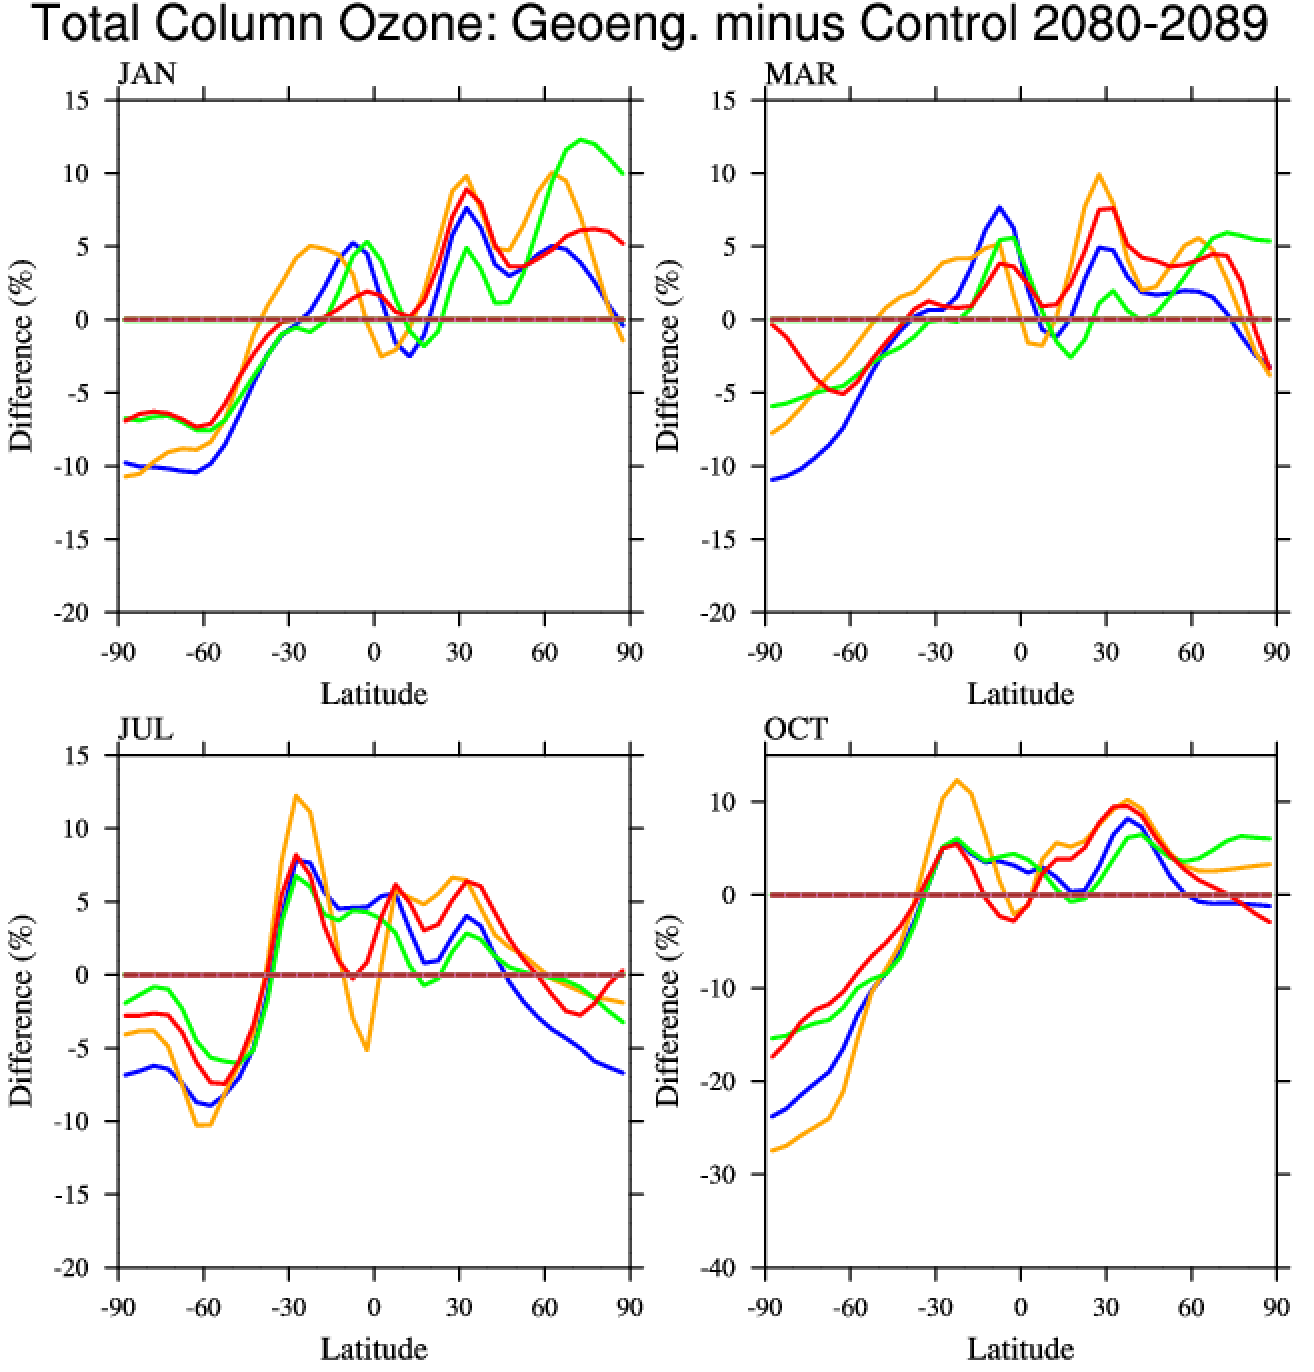 Total Column Ozone: Geoeng. minus Control 2080-2089
JAN
15
10
5
0
-5
-10
-15
-20
Difference (%)
-90 -60 -30 0 30 60 90
Latitude
MAR
15
10
5
0
-5
-10
-15
-20
Difference (%)
-90 -60 -30 0 30 60 90
Latitude
JUL
15
10
5
0
-5
-10
-15
-20
Difference (%)
-90 -60 -30 0 30 60 90
Latitude
OCT
10
0
-10
-20
-30
-40
Difference (%)
-90 -60 -30 0 30 60 90
Latitude